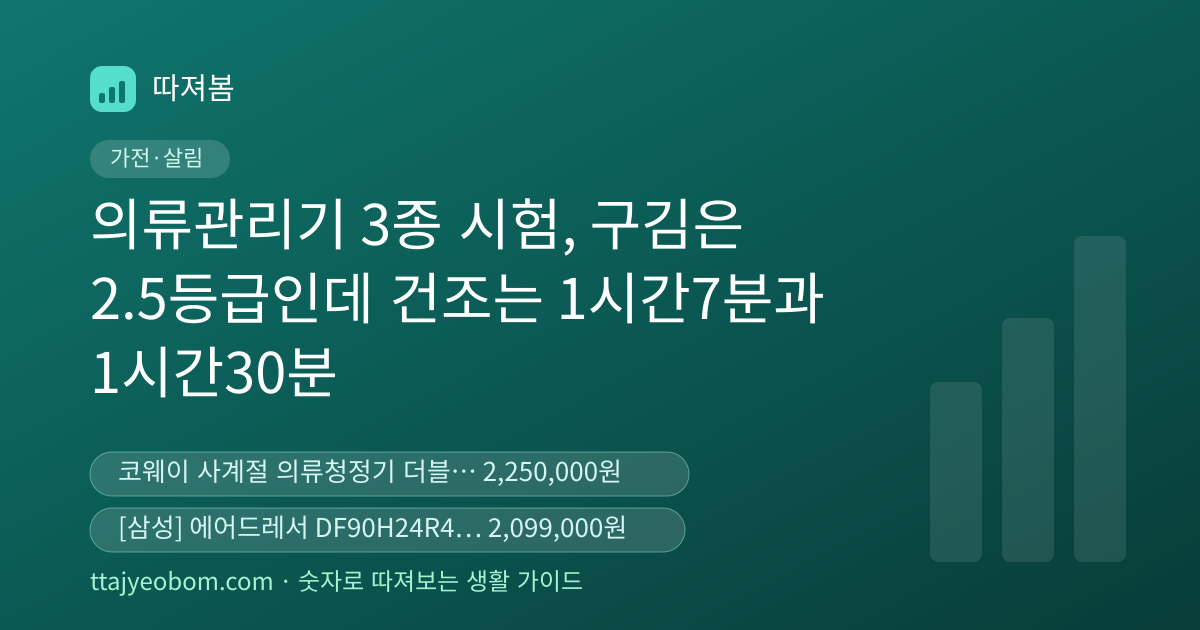 따져봄
가전·살림
의류관리기 3종 시험, 구김은
2.5등급인데 건조는 1시간7분과
1시간30분
코웨이 사계절 의류청정기 더블… 2,250,000원
[삼성] 에어드레서 DF90H24R4… 2,099,000원
ttajyeobom.com · 숫자로 따져보는 생활 가이드